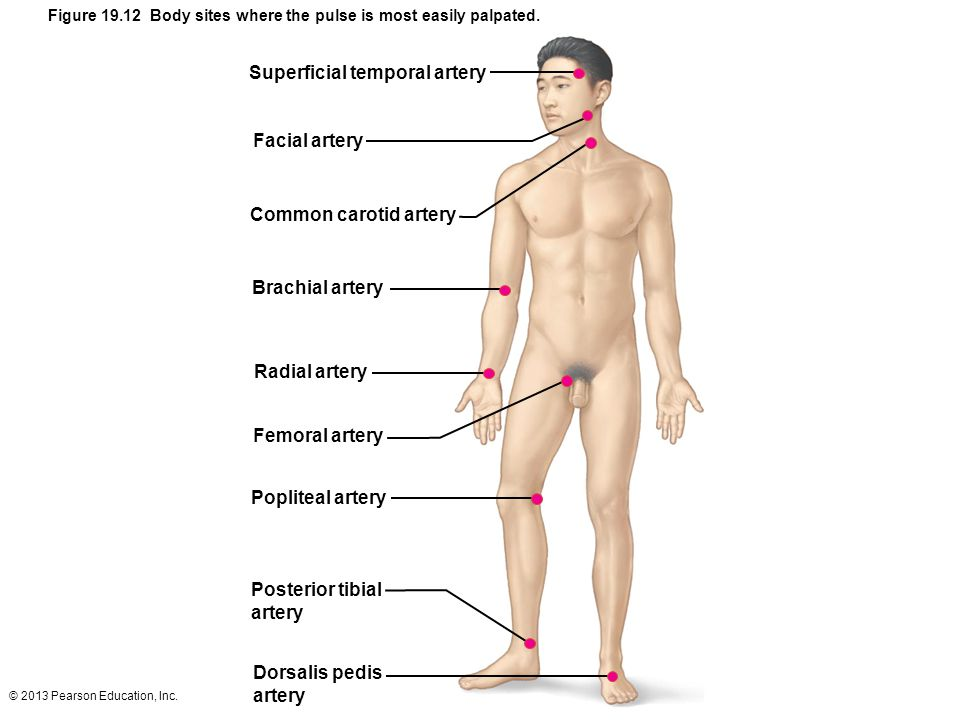 Figure 19.12 Body sites where the pulse is most easily palpated.
Superficial temporal artery
Facial artery
Common carotid artery
Brachial artery
Radial artery
Femoral artery
Popliteal artery
Posterior tibial
artery
Dorsalis pedis
artery
© 2013 Pearson Education, Inc.